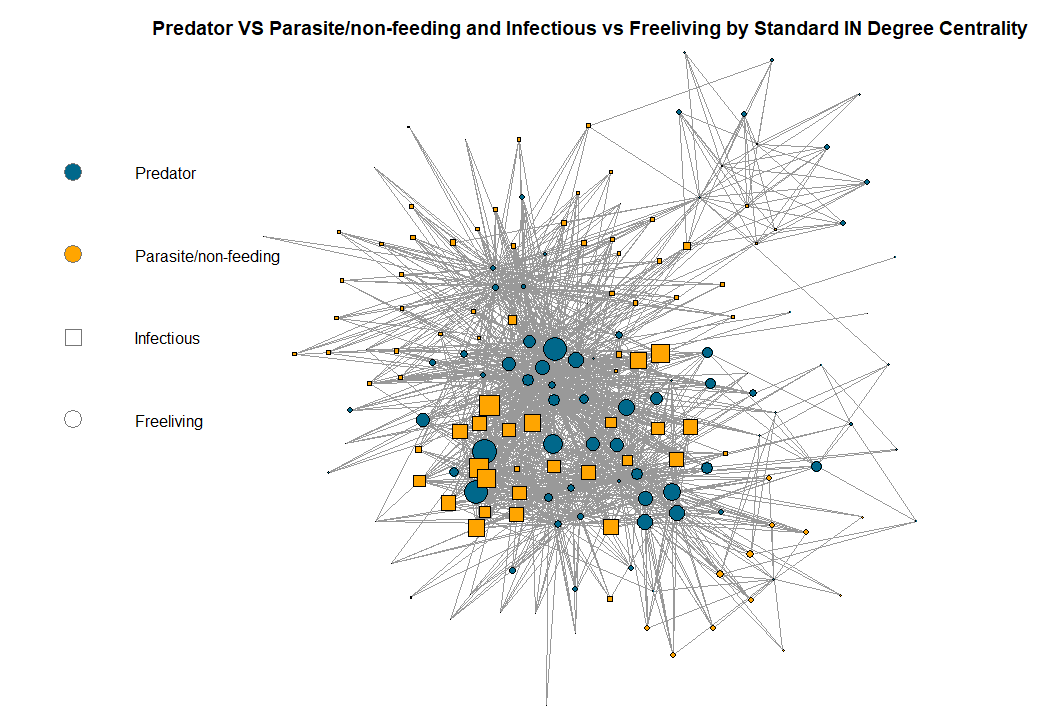 Predator VS Parasite/non-feeding and Infectious vs Freeliving by Standard IN Degree Centrality
Predator
Parasite/non-feeding
Infectious
Freeliving